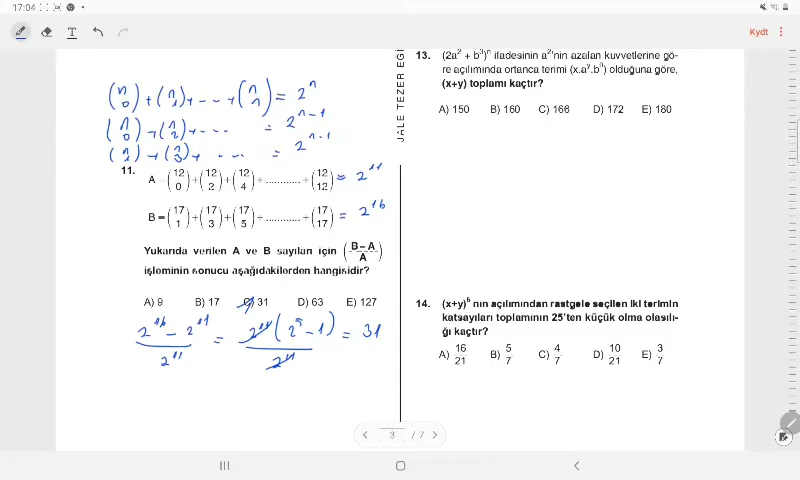 17:04
T
Kydt
(n 0) + (n 1) + --- + (n n) = 2^n
(n 0) + (n 2) + ... = 2^n-1
(n 1) + (n 3) + ... = 2^n-1
11.
A = (12 0) + (12 2) + (12 4) + ............ + (12 12) = 2^11
B = (17 1) + (17 3) + (17 5) + ............ + (17 17) = 2^16
Yukarıda verilen A ve B sayıları için ((B–A)/A)
işleminin sonucu aşağıdakilerden hangisidir?
A) 9 B) 17 C) 31 D) 63 E) 127
(2^16 - 2^11)/2^11 = 2^11(2^5 - 1)/2^11 = 31
JALE TEZER EĞİ
13. (2a² + b³)ⁿ ifadesinin a²'nin azalan kuvvetlerine gö-
re açılımında ortanca terimi (x.a^y.b^9) olduğuna göre,
(x+y) toplamı kaçtır?
A) 150 B) 160 C) 166 D) 172 E) 180
14. (x+y)^6 nın açılımından rastgele seçilen iki terimin
katsayıları toplamının 25'ten küçük olma olasılı-
ğı kaçtır?
A) 16/21 B) 5/7 C) 4/7 D) 10/21 E) 3/7
3 / 7